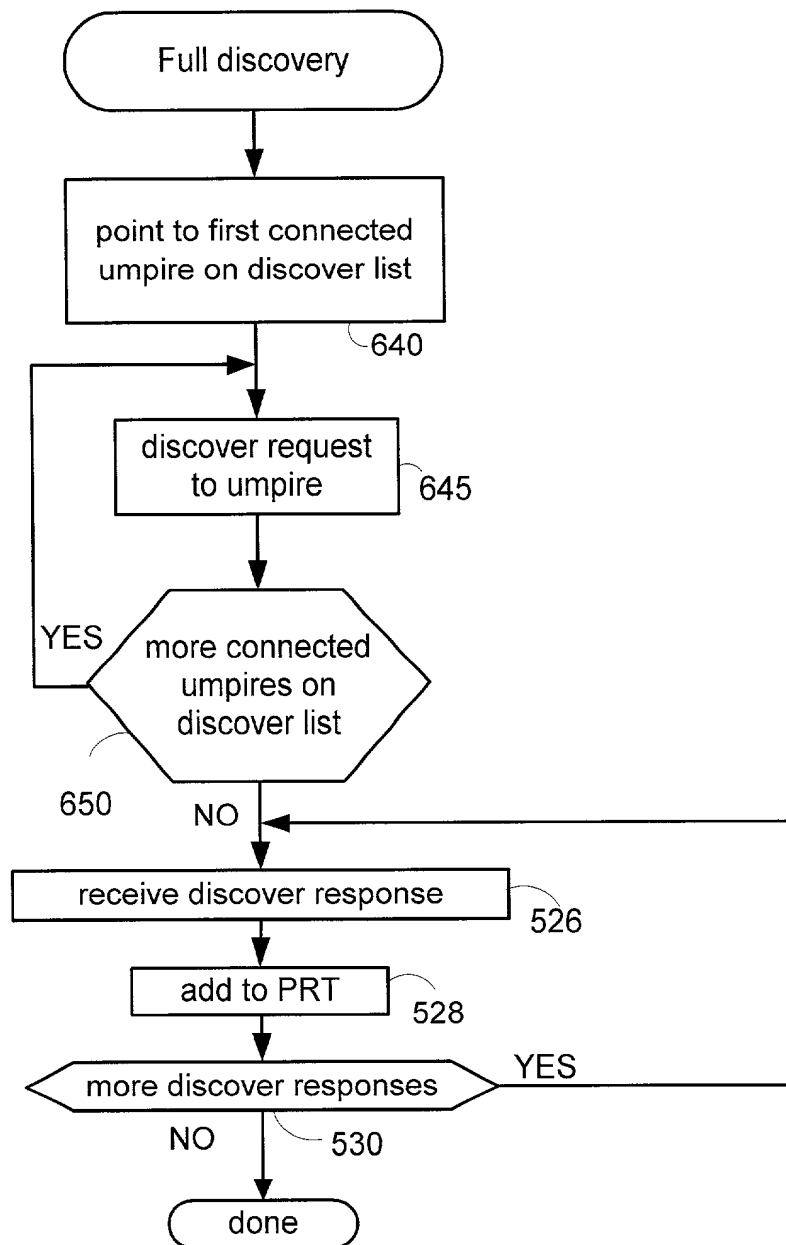 Full discovery
point to first connected
umpire on discover list
640
discover request
to umpire
645
YES
more connected
umpires on
discover list
650
NO
receive discover response
526
add to PRT
528
more discover responses
YES
NO
530
done